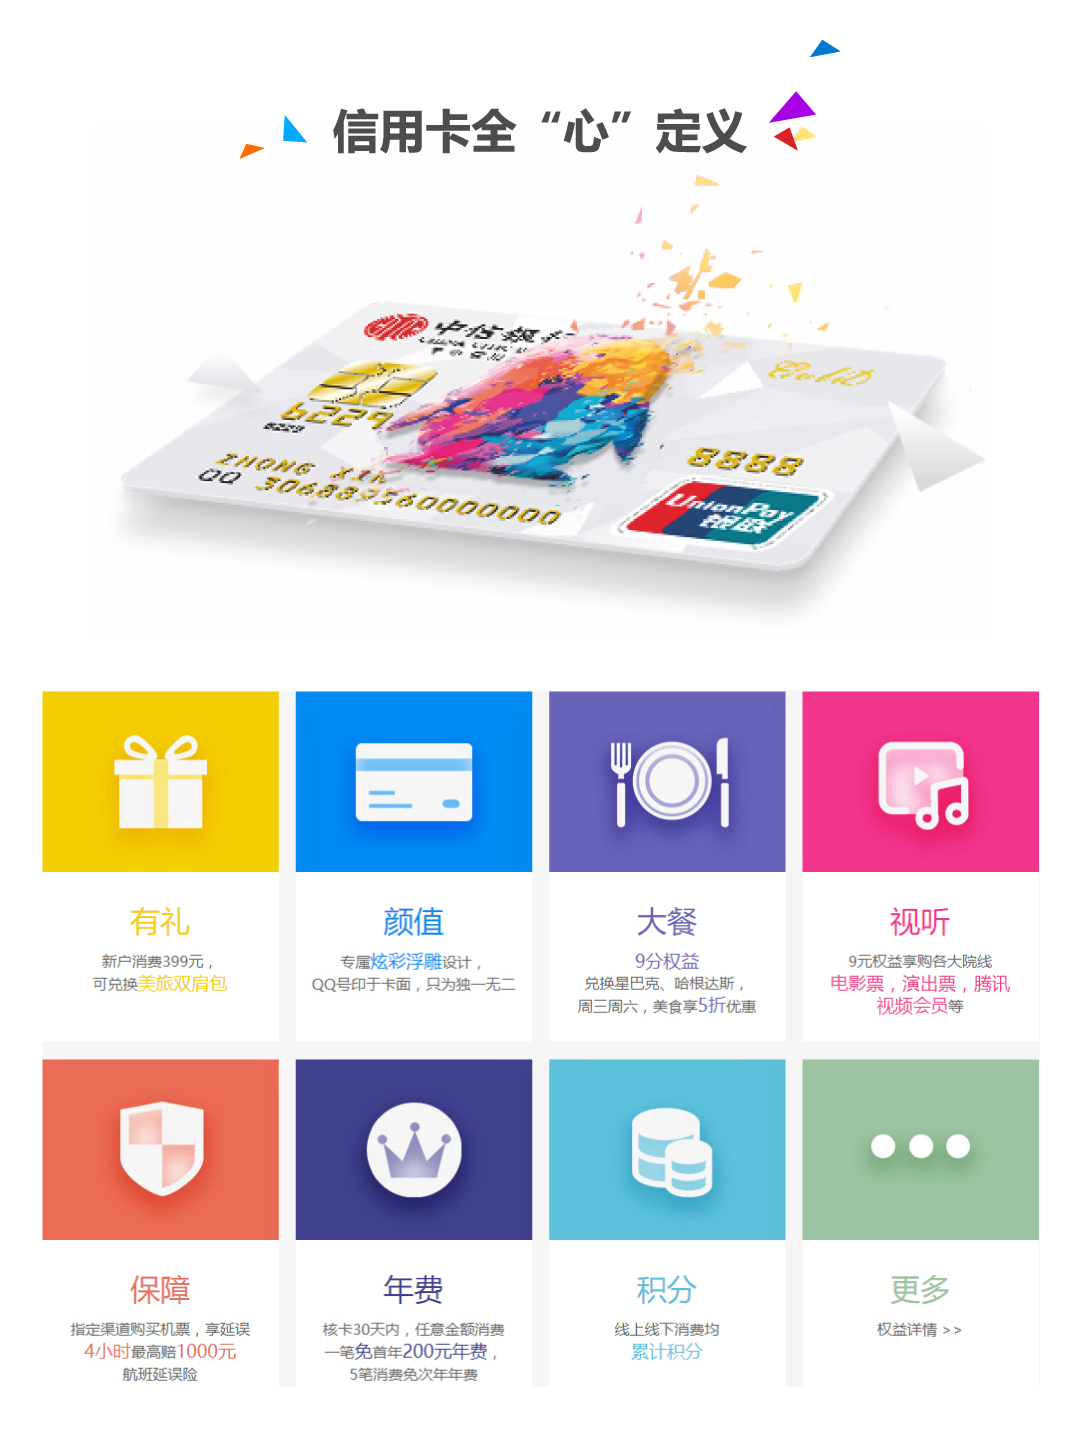 信用卡全“心”定义
中信银行
Gold
6229
6229
8888
ZHONG XIN
QQ 306889560000000
UnionPay
银联
有礼
新户消费399元，
可兑换美旅双肩包
颜值
专属炫彩浮雕设计，
QQ号印于卡面，只为独一无二
大餐
9分权益
兑换星巴克、哈根达斯，
周三周六，美食享5折优惠
视听
9元权益享购各大院线
电影票，演出票，腾讯
视频会员等
保障
指定渠道购买机票，享延误
4小时最高赔1000元
航班延误险
年费
核卡30天内，任意金额消费
一笔免首年200元年费，
5笔消费免次年年费
积分
线上线下消费均
累计积分
更多
权益详情 >>